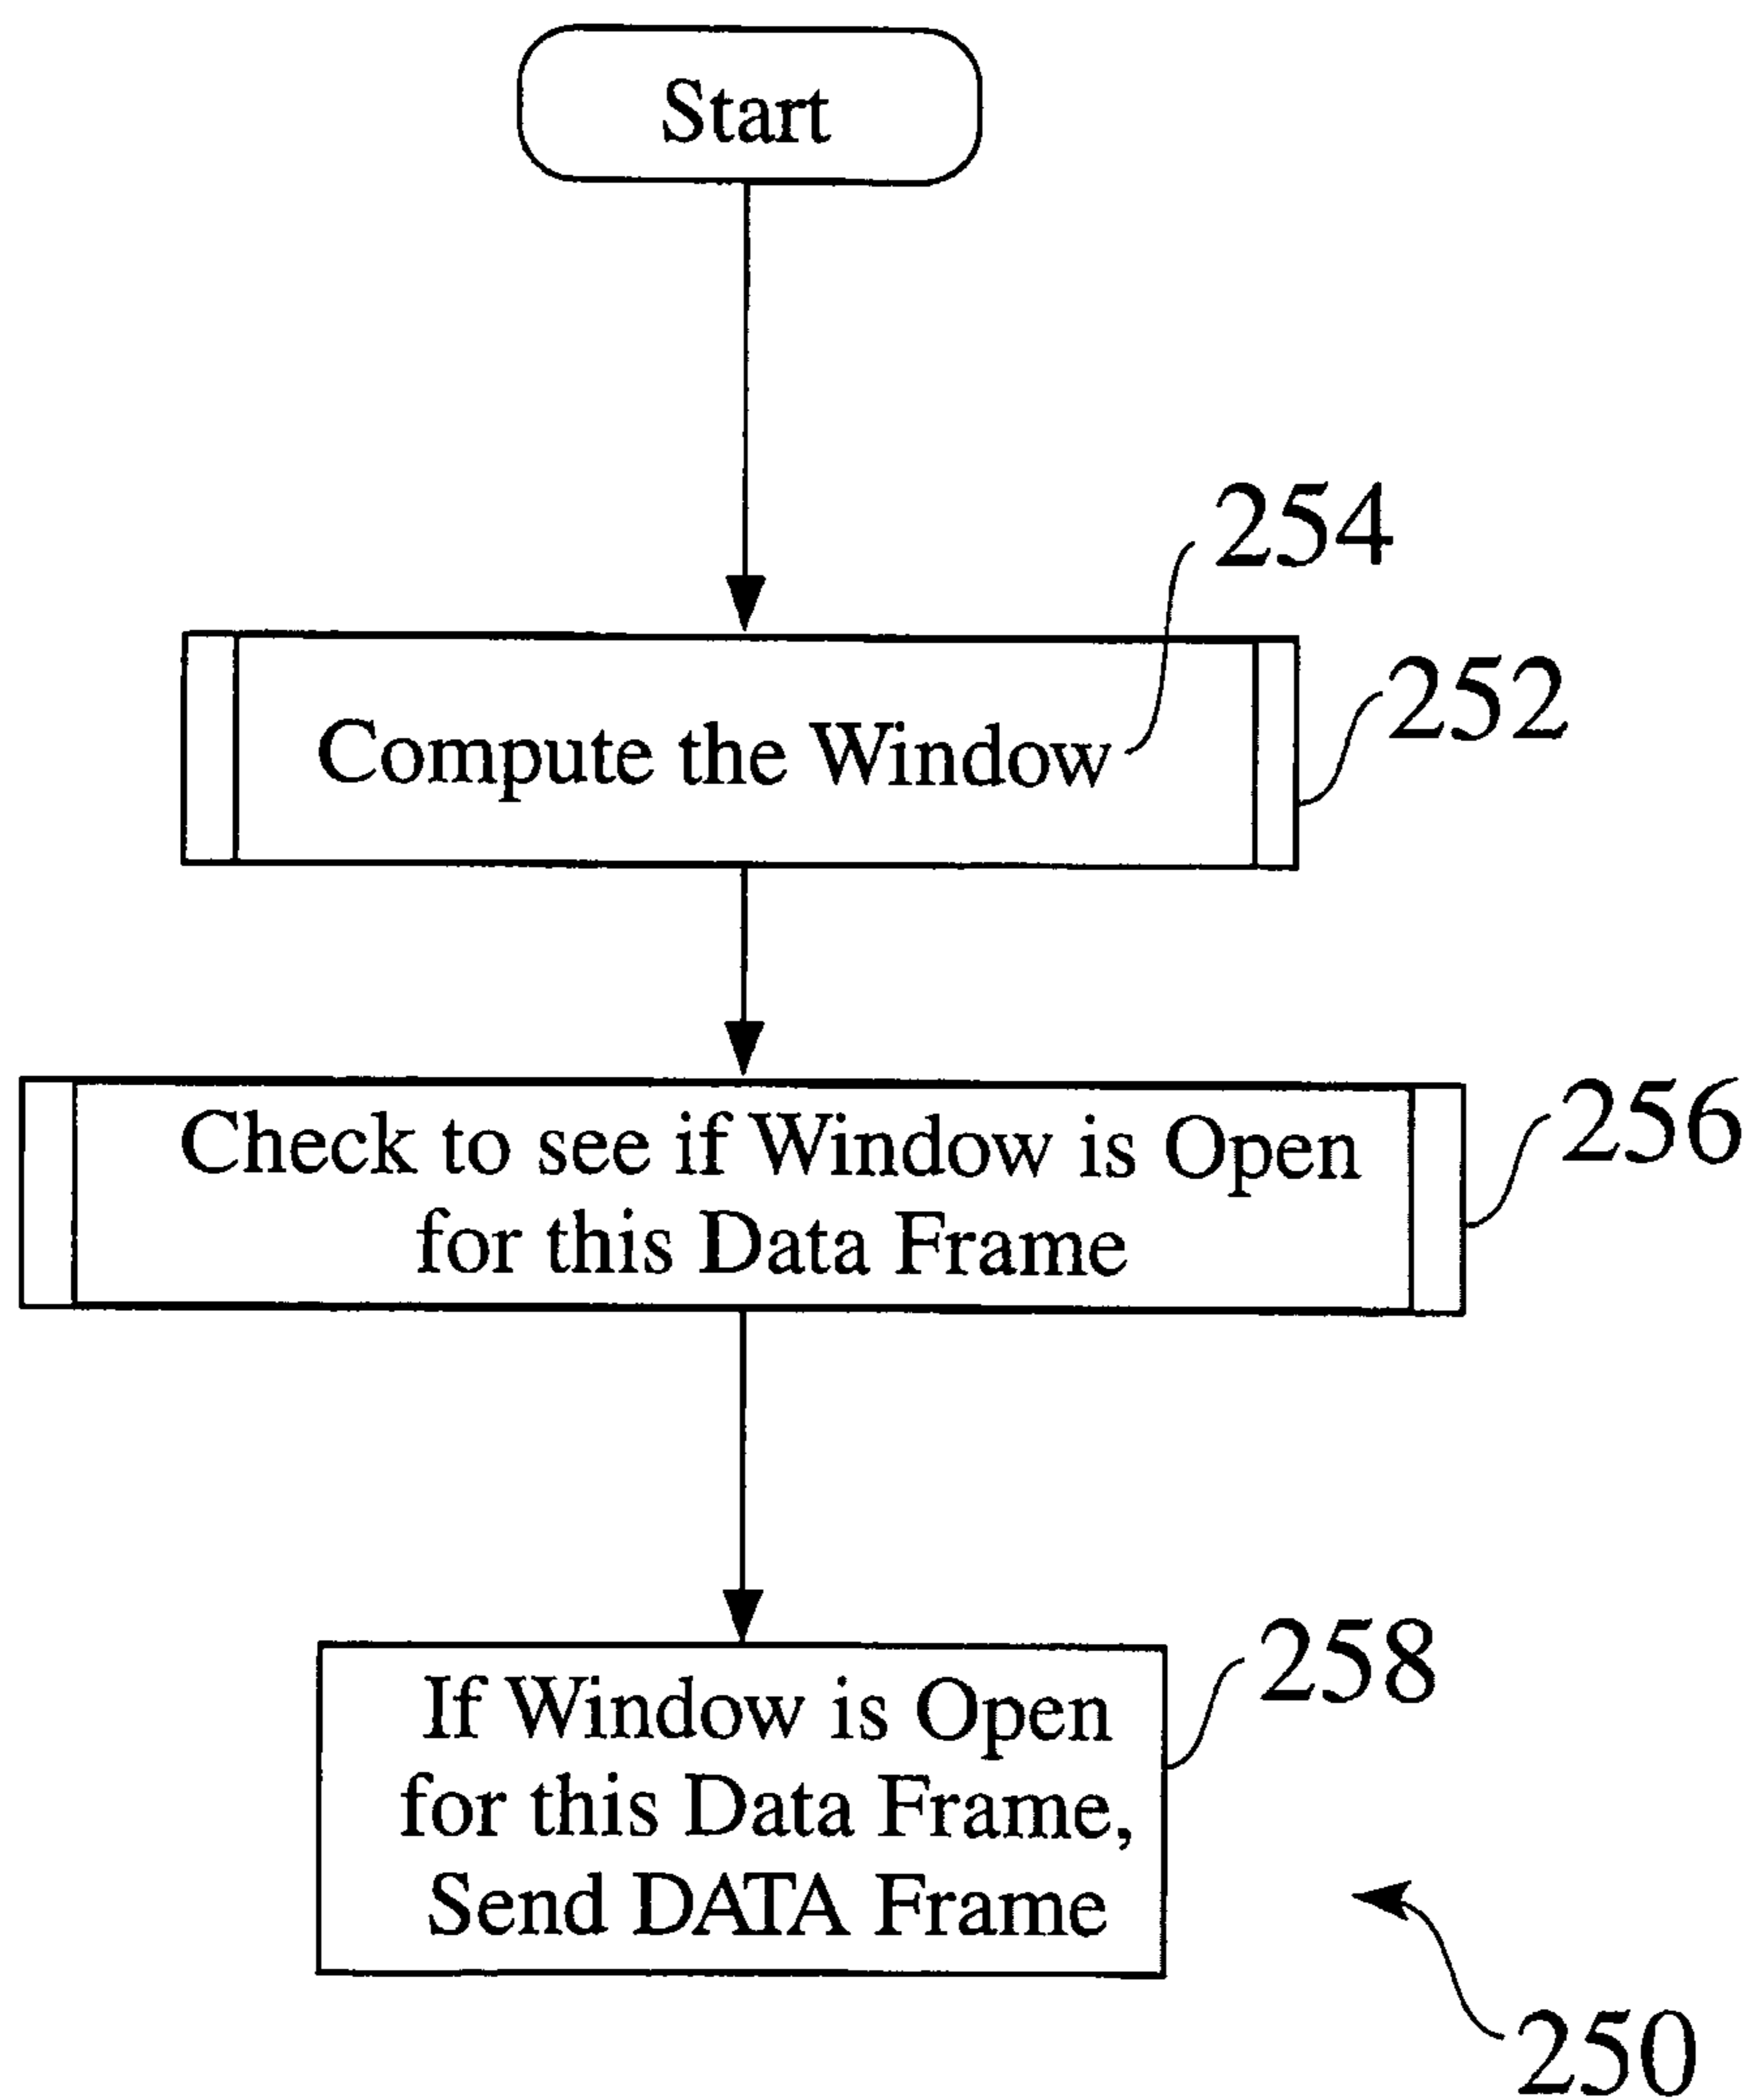 Start
254
252
Compute the Window
Check to see if Window is Open
for this Data Frame
256
258
If Window is Open
for this Data Frame,
Send DATA Frame
250